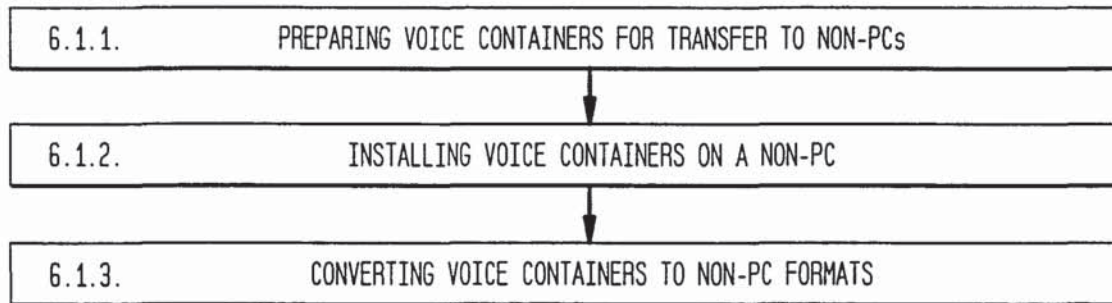 6.1.1. PREPARING VOICE CONTAINERS FOR TRANSFER TO NON-PCs
6.1.2. INSTALLING VOICE CONTAINERS ON A NON-PC
6.1.3. CONVERTING VOICE CONTAINERS TO NON-PC FORMATS